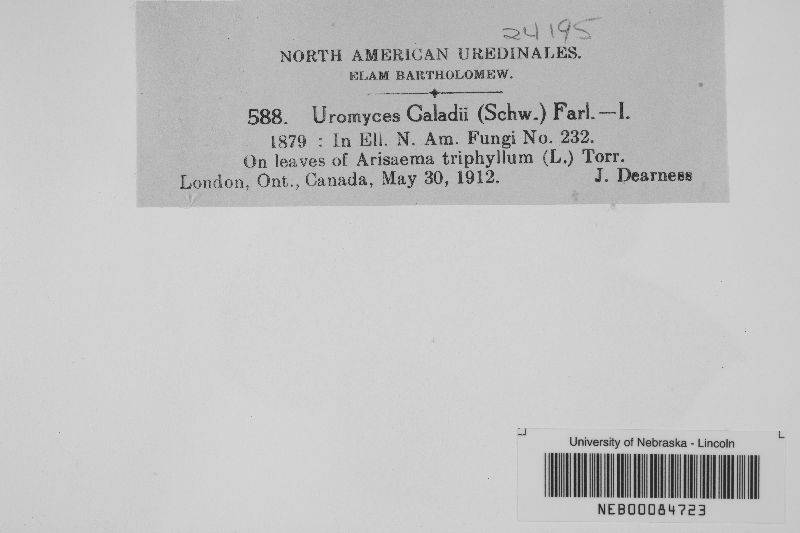 24195
NORTH AMERICAN UREDINALES.
ELAM BARTHOLOMEW.
588. Uromyces Caladii (Schw.) Farl.—I.
1879 : In Ell. N. Am. Fungi No. 232.
On leaves of Arisaema triphyllum (L.) Torr.
London, Ont., Canada, May 30, 1912. J. Dearness
University of Nebraska - Lincoln
NEB00084723